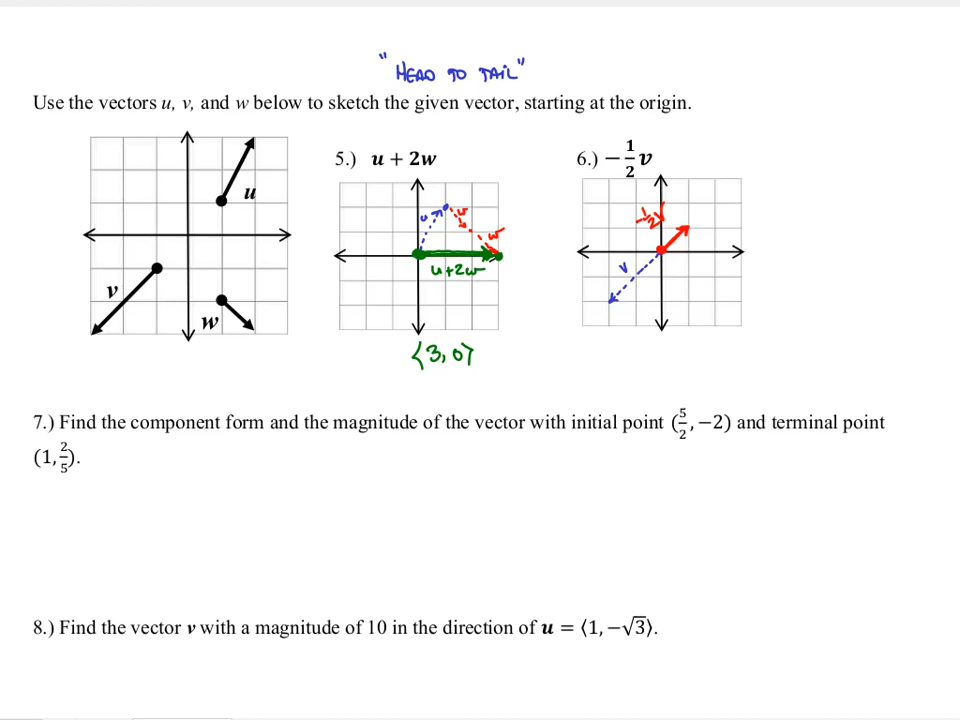 "HEAD TO TAIL"
Use the vectors u, v, and w below to sketch the given vector, starting at the origin.
5.) u + 2w
6.) −1/2 v
u
v
w
u
w
w
u+2w
⟨3,0⟩
-1/2v
v
7.) Find the component form and the magnitude of the vector with initial point (5/2, −2) and terminal point
(1, 2/5).
8.) Find the vector v with a magnitude of 10 in the direction of u = ⟨1, −√3⟩.